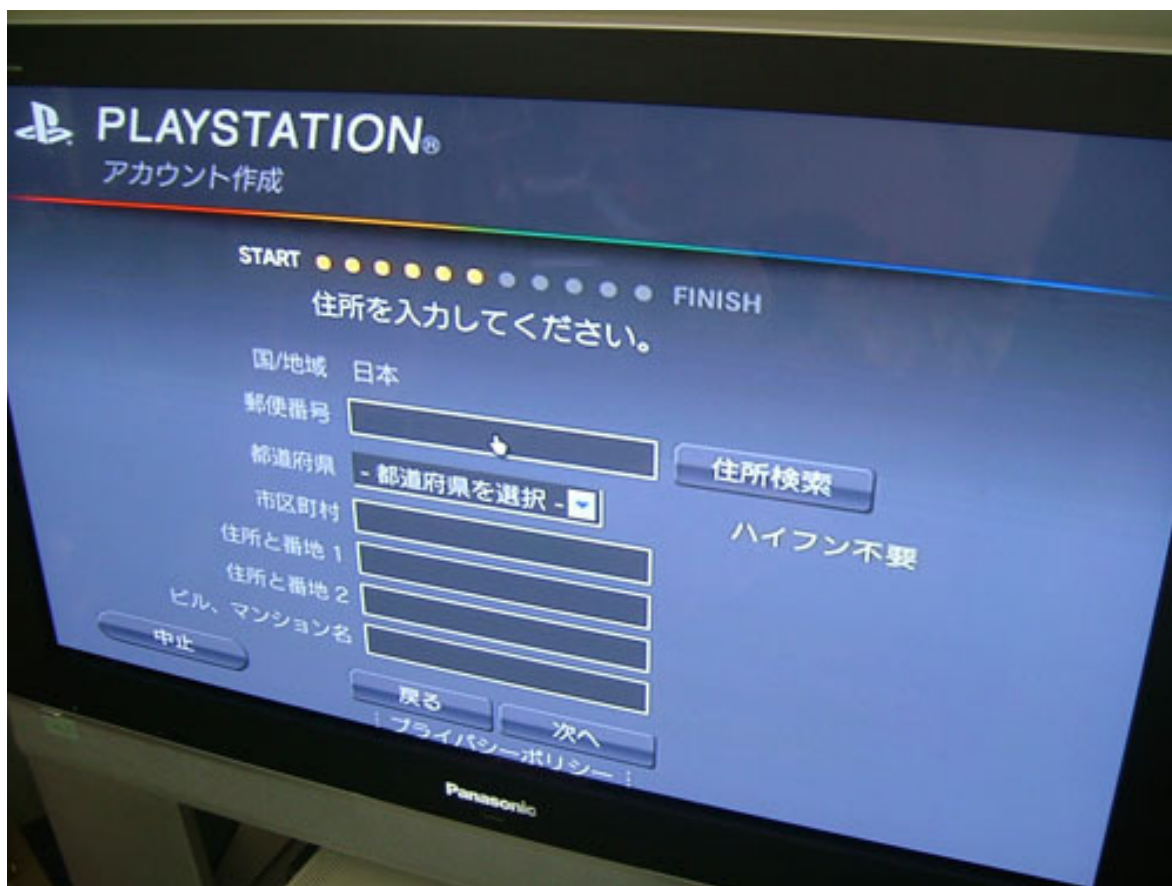 PLAYSTATION®
アカウント作成
START FINISH
住所を入力してください。
国/地域 日本
郵便番号 住所検索
都道府県 - 都道府県を選択 - ハイフン不要
市区町村
住所と番地 1
住所と番地 2
ビル、マンション名
中止
戻る 次へ
⋮ プライバシーポリシー ⋮
Panasonic